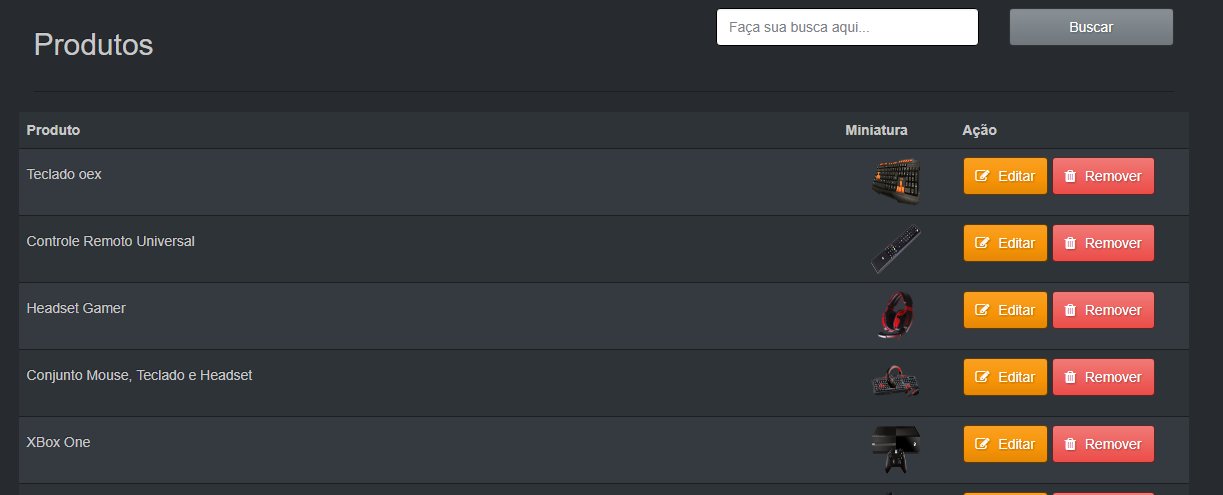 Produtos
Faça sua busca aqui...
Buscar
Produto Miniatura Ação
Teclado oex Editar Remover
Controle Remoto Universal Editar Remover
Headset Gamer Editar Remover
Conjunto Mouse, Teclado e Headset Editar Remover
XBox One Editar Remover